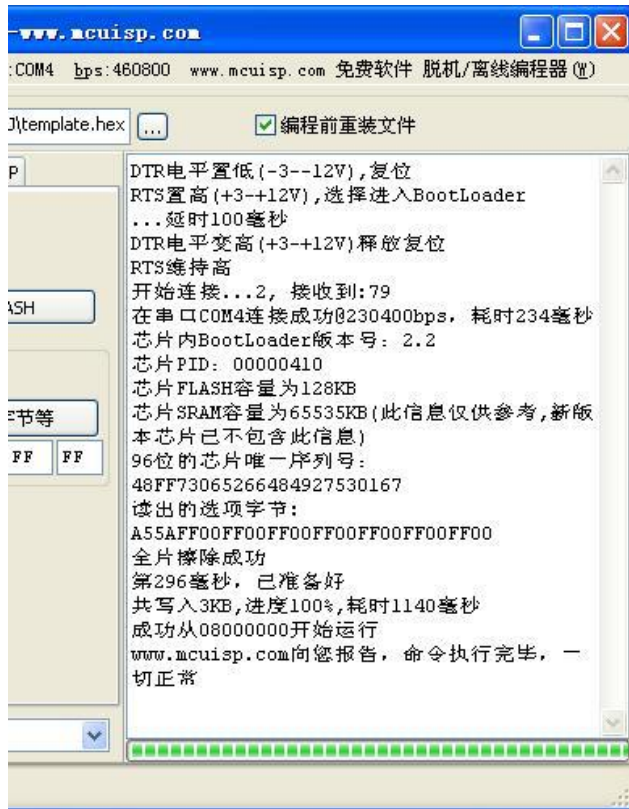 -www.mcuisp.com
:COM4 bps:460800 www.mcuisp.com 免费软件 脱机/离线编程器(W)
\template.hex ... 编程前重装文件
P
ASH
字节等
FF FF
DTR电平置低(-3--12V),复位
RTS置高(+3-+12V),选择进入BootLoader
...延时100毫秒
DTR电平变高(+3-+12V)释放复位
RTS维持高
开始连接...2, 接收到:79
在串口COM4连接成功@230400bps, 耗时234毫秒
芯片内BootLoader版本号: 2.2
芯片PID: 00000410
芯片FLASH容量为128KB
芯片SRAM容量为65535KB(此信息仅供参考,新版
本芯片已不包含此信息)
96位的芯片唯一序列号:
48FF73065266484927530167
读出的选项字节:
A55AFF00FF00FF00FF00FF00FF00FF00
全片擦除成功
第296毫秒, 已准备好
共写入3KB,进度100%,耗时1140毫秒
成功从08000000开始运行
www.mcuisp.com向您报告, 命令执行完毕, 一
切正常